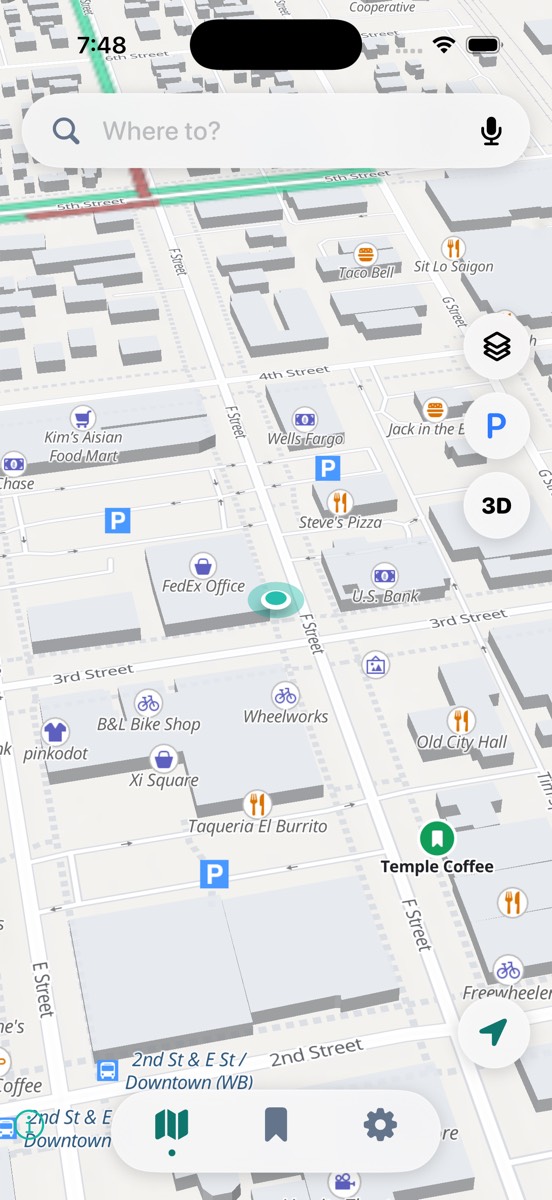 Cooperative
7:48
6th Street
Street
Where to?
5th Street
5th Street
F Street
Taco Bell
Sit Lo Saigon
G Street
4th Street
F Street
Wells Fargo
Kim's Aisian
Food Mart
Jack in the B
P
P
Chase
3D
Steve's Pizza
P
FedEx Office
U.S. Bank
F Street
3rd Street
3rd Street
B&L Bike Shop
Wheelworks
pinkodot
Old City Hall
Xi Square
Taqueria El Burrito
Temple Coffee
P
F Street
E Street
Freewheeler
2nd Street
2nd St & E St /
Downtown (WB)
Coffee
2nd St & E
Downtown